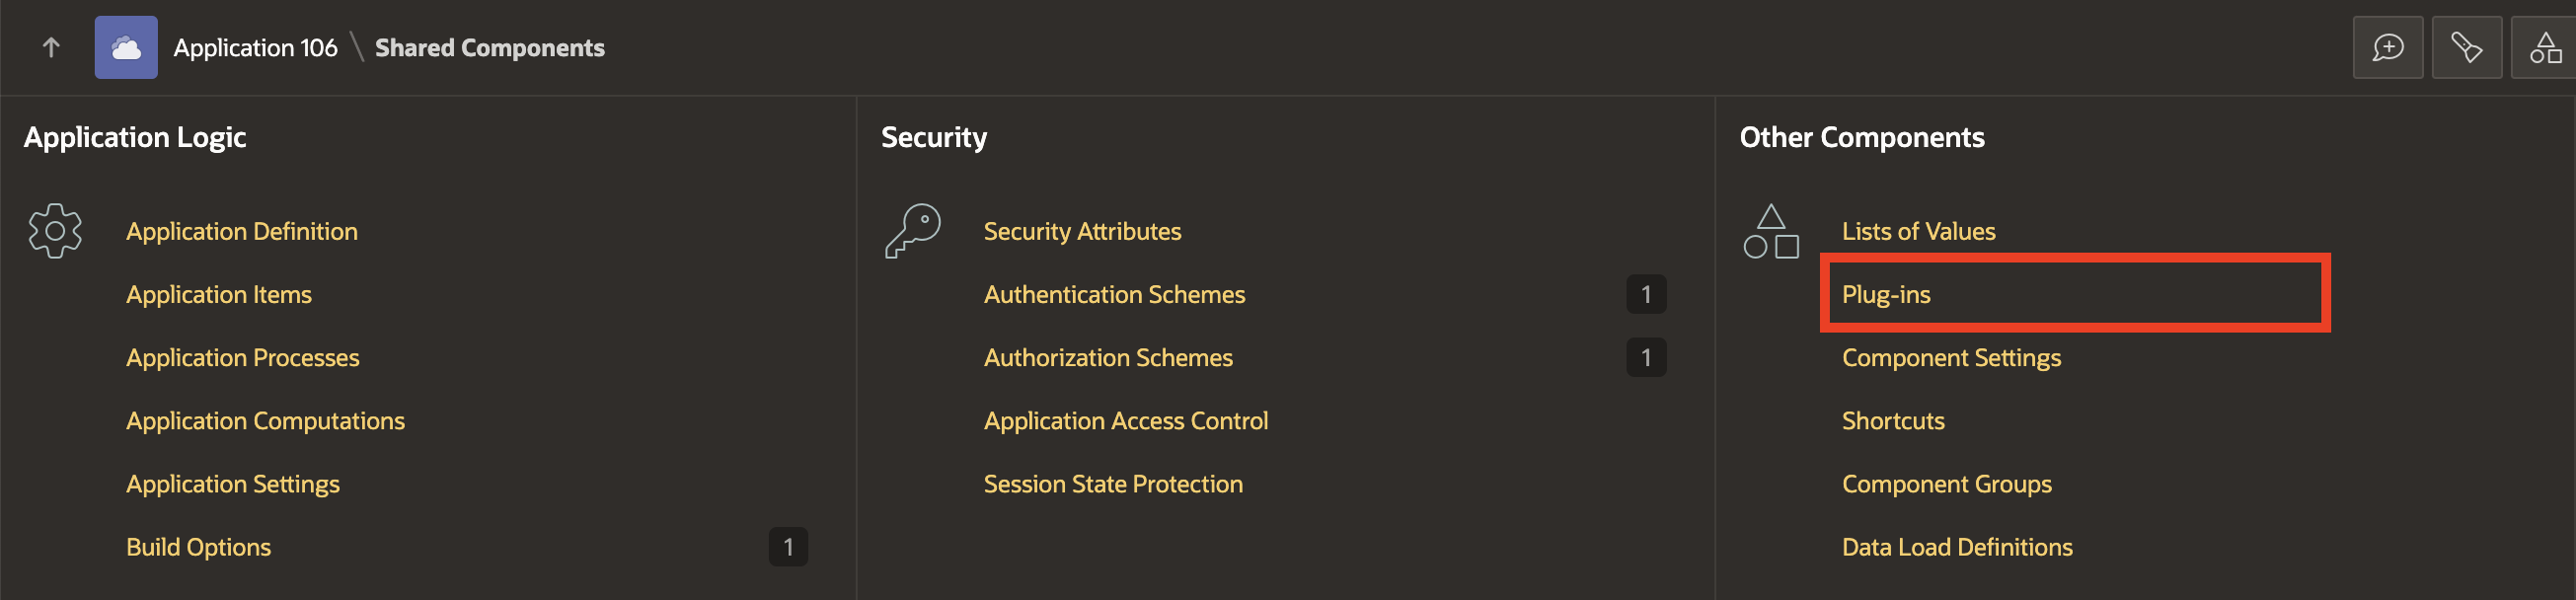 Application 106 \ Shared Components
Application Logic
Application Definition
Application Items
Application Processes
Application Computations
Application Settings
Build Options 1
Security
Security Attributes
Authentication Schemes 1
Authorization Schemes 1
Application Access Control
Session State Protection
Other Components
Lists of Values
Plug-ins
Component Settings
Shortcuts
Component Groups
Data Load Definitions